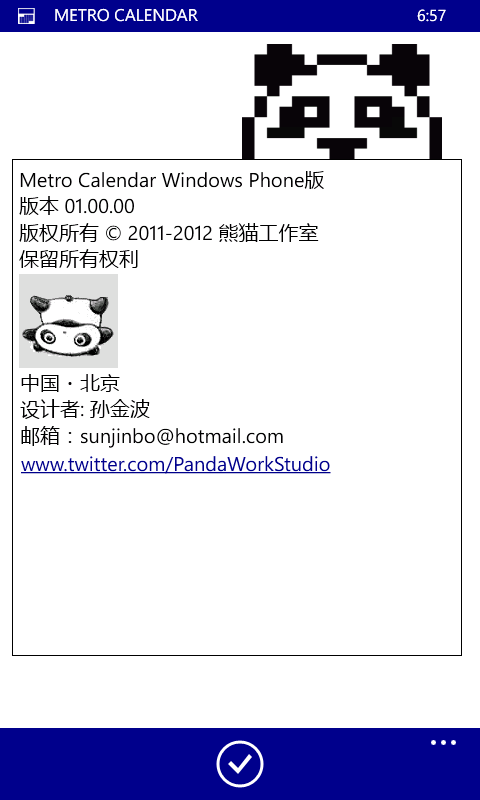 METRO CALENDAR 6:57
Metro Calendar Windows Phone版
版本 01.00.00
版权所有 © 2011-2012 熊猫工作室
保留所有权利
中国・北京
设计者: 孙金波
邮箱：sunjinbo@hotmail.com
www.twitter.com/PandaWorkStudio